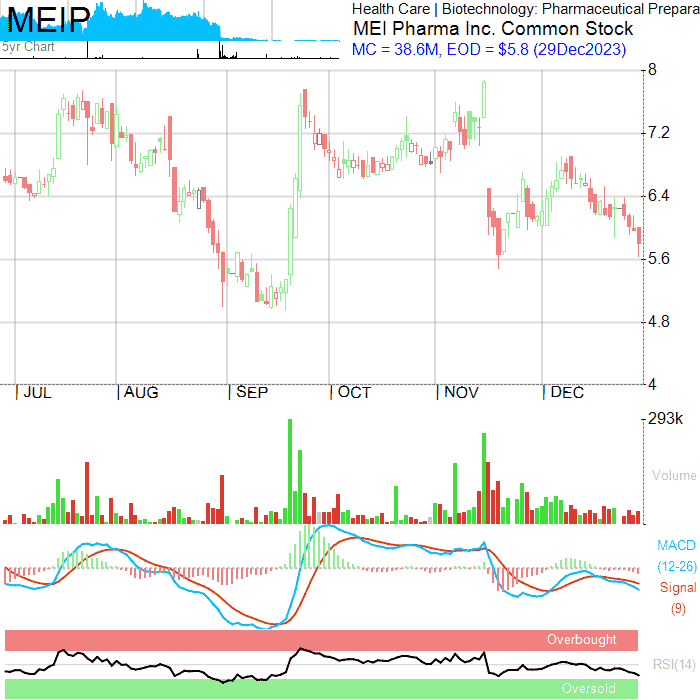 MEIP
5yr Chart
Health Care | Biotechnology: Pharmaceutical Prepara
MEI Pharma Inc. Common Stock
MC = 38.6M, EOD = $5.8 (29Dec2023)
8
7.2
6.4
5.6
4.8
4
JUL AUG SEP OCT NOV DEC
293k
Volume
MACD
(12-26)
Signal
(9)
Overbought
RSI(14)
Oversold